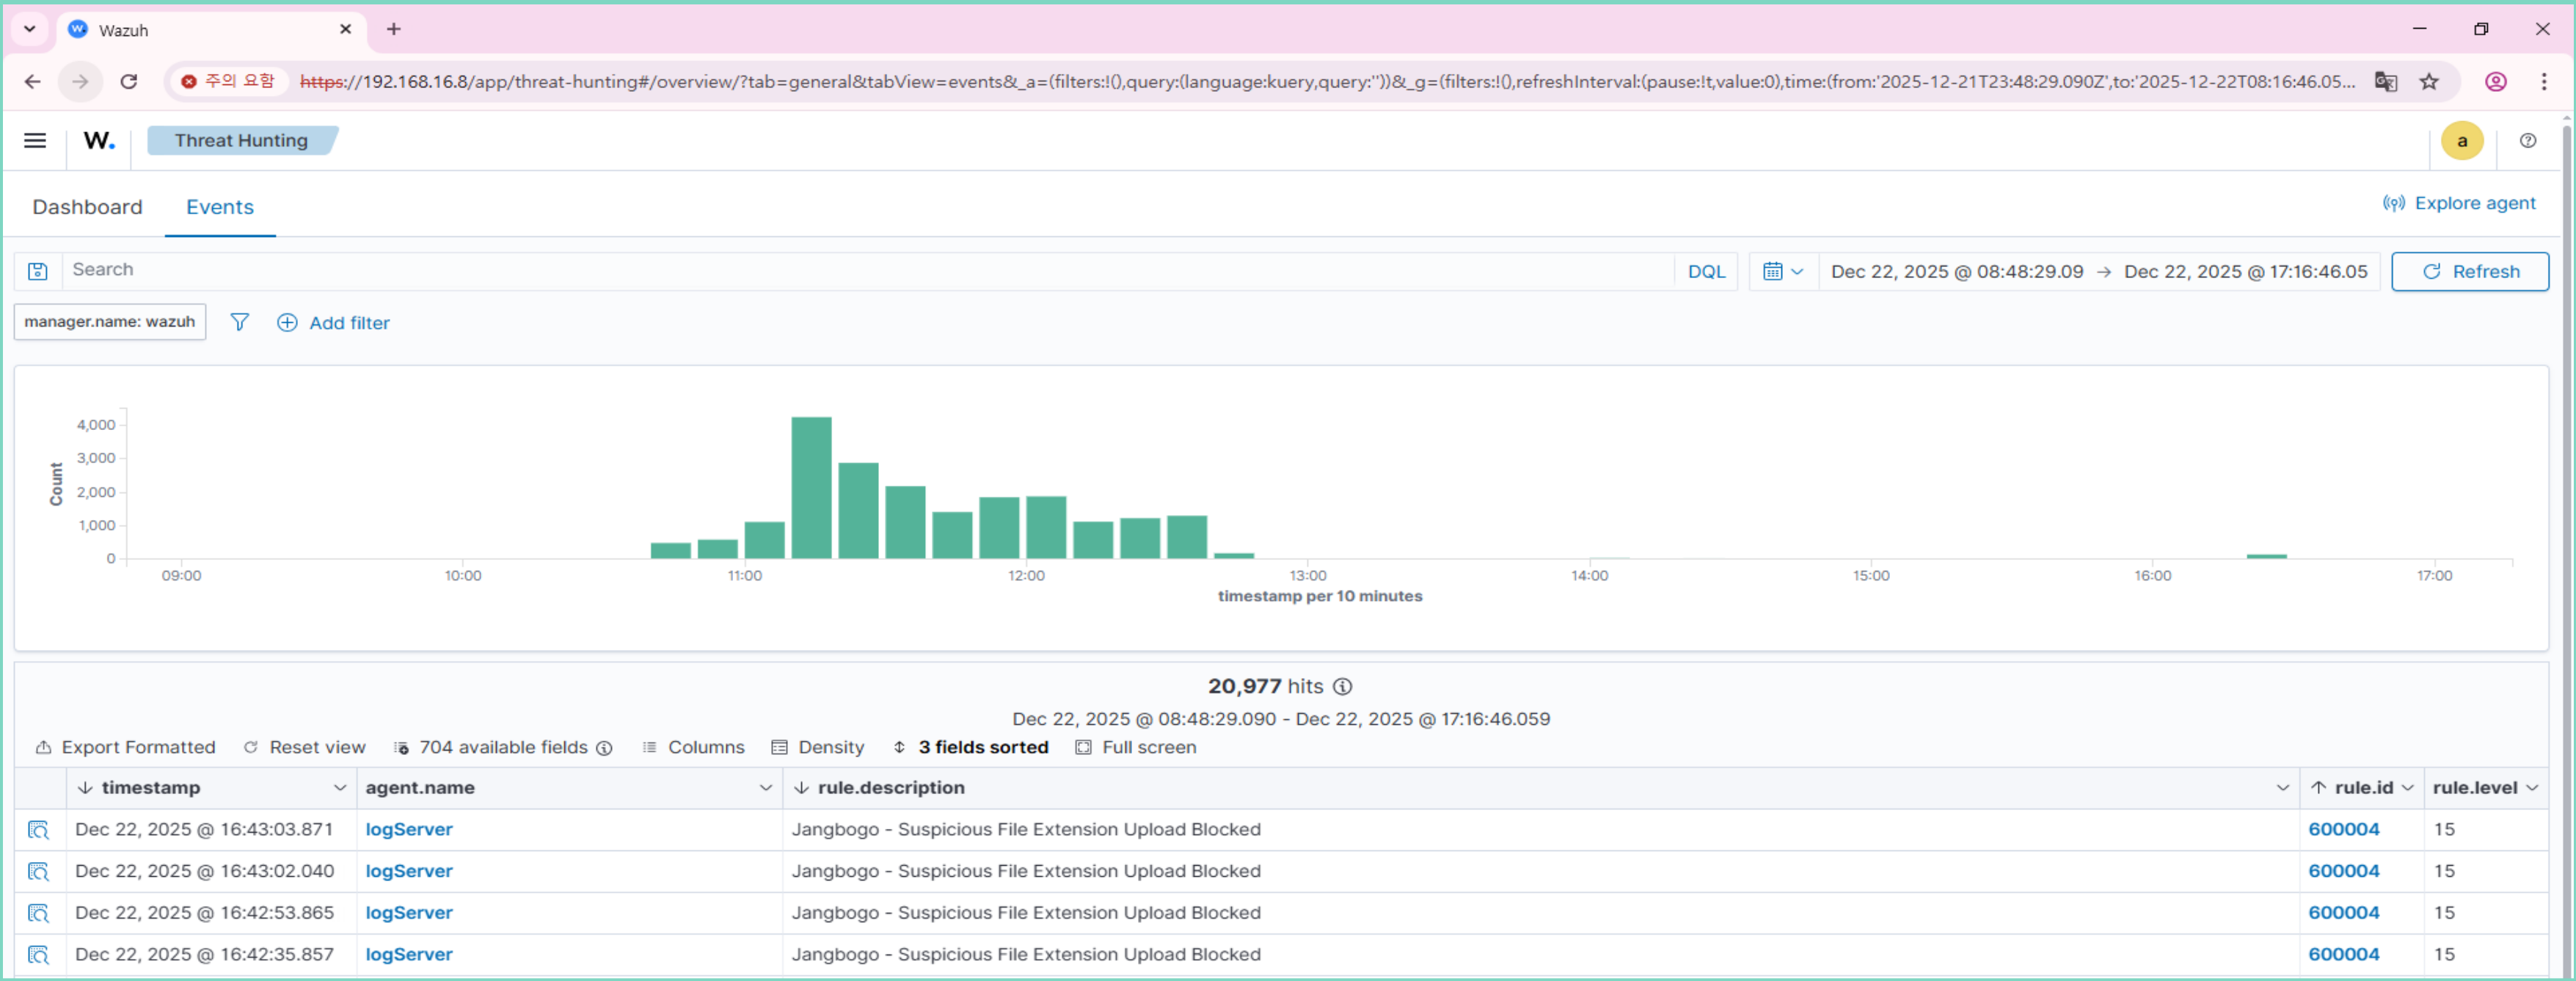 Wazuh
주의 요함 https://192.168.16.8/app/threat-hunting#/overview/?tab=general&tabView=events&_a=(filters:!(),query:(language:kuery,query:''))&_g=(filters:!(),refreshInterval:(pause:!t,value:0),time:(from:'2025-12-21T23:48:29.090Z',to:'2025-12-22T08:16:46.05...
W. Threat Hunting a
Dashboard Events Explore agent
Search DQL Dec 22, 2025 @ 08:48:29.09 → Dec 22, 2025 @ 17:16:46.05 Refresh
manager.name: wazuh Add filter
Count
4,000
3,000
2,000
1,000
0
09:00 10:00 11:00 12:00 13:00 14:00 15:00 16:00 17:00
timestamp per 10 minutes
20,977 hits
Dec 22, 2025 @ 08:48:29.090 - Dec 22, 2025 @ 17:16:46.059
Export Formatted Reset view 704 available fields Columns Density 3 fields sorted Full screen
timestamp agent.name rule.description rule.id rule.level
Dec 22, 2025 @ 16:43:03.871 logServer Jangbogo - Suspicious File Extension Upload Blocked 600004 15
Dec 22, 2025 @ 16:43:02.040 logServer Jangbogo - Suspicious File Extension Upload Blocked 600004 15
Dec 22, 2025 @ 16:42:53.865 logServer Jangbogo - Suspicious File Extension Upload Blocked 600004 15
Dec 22, 2025 @ 16:42:35.857 logServer Jangbogo - Suspicious File Extension Upload Blocked 600004 15